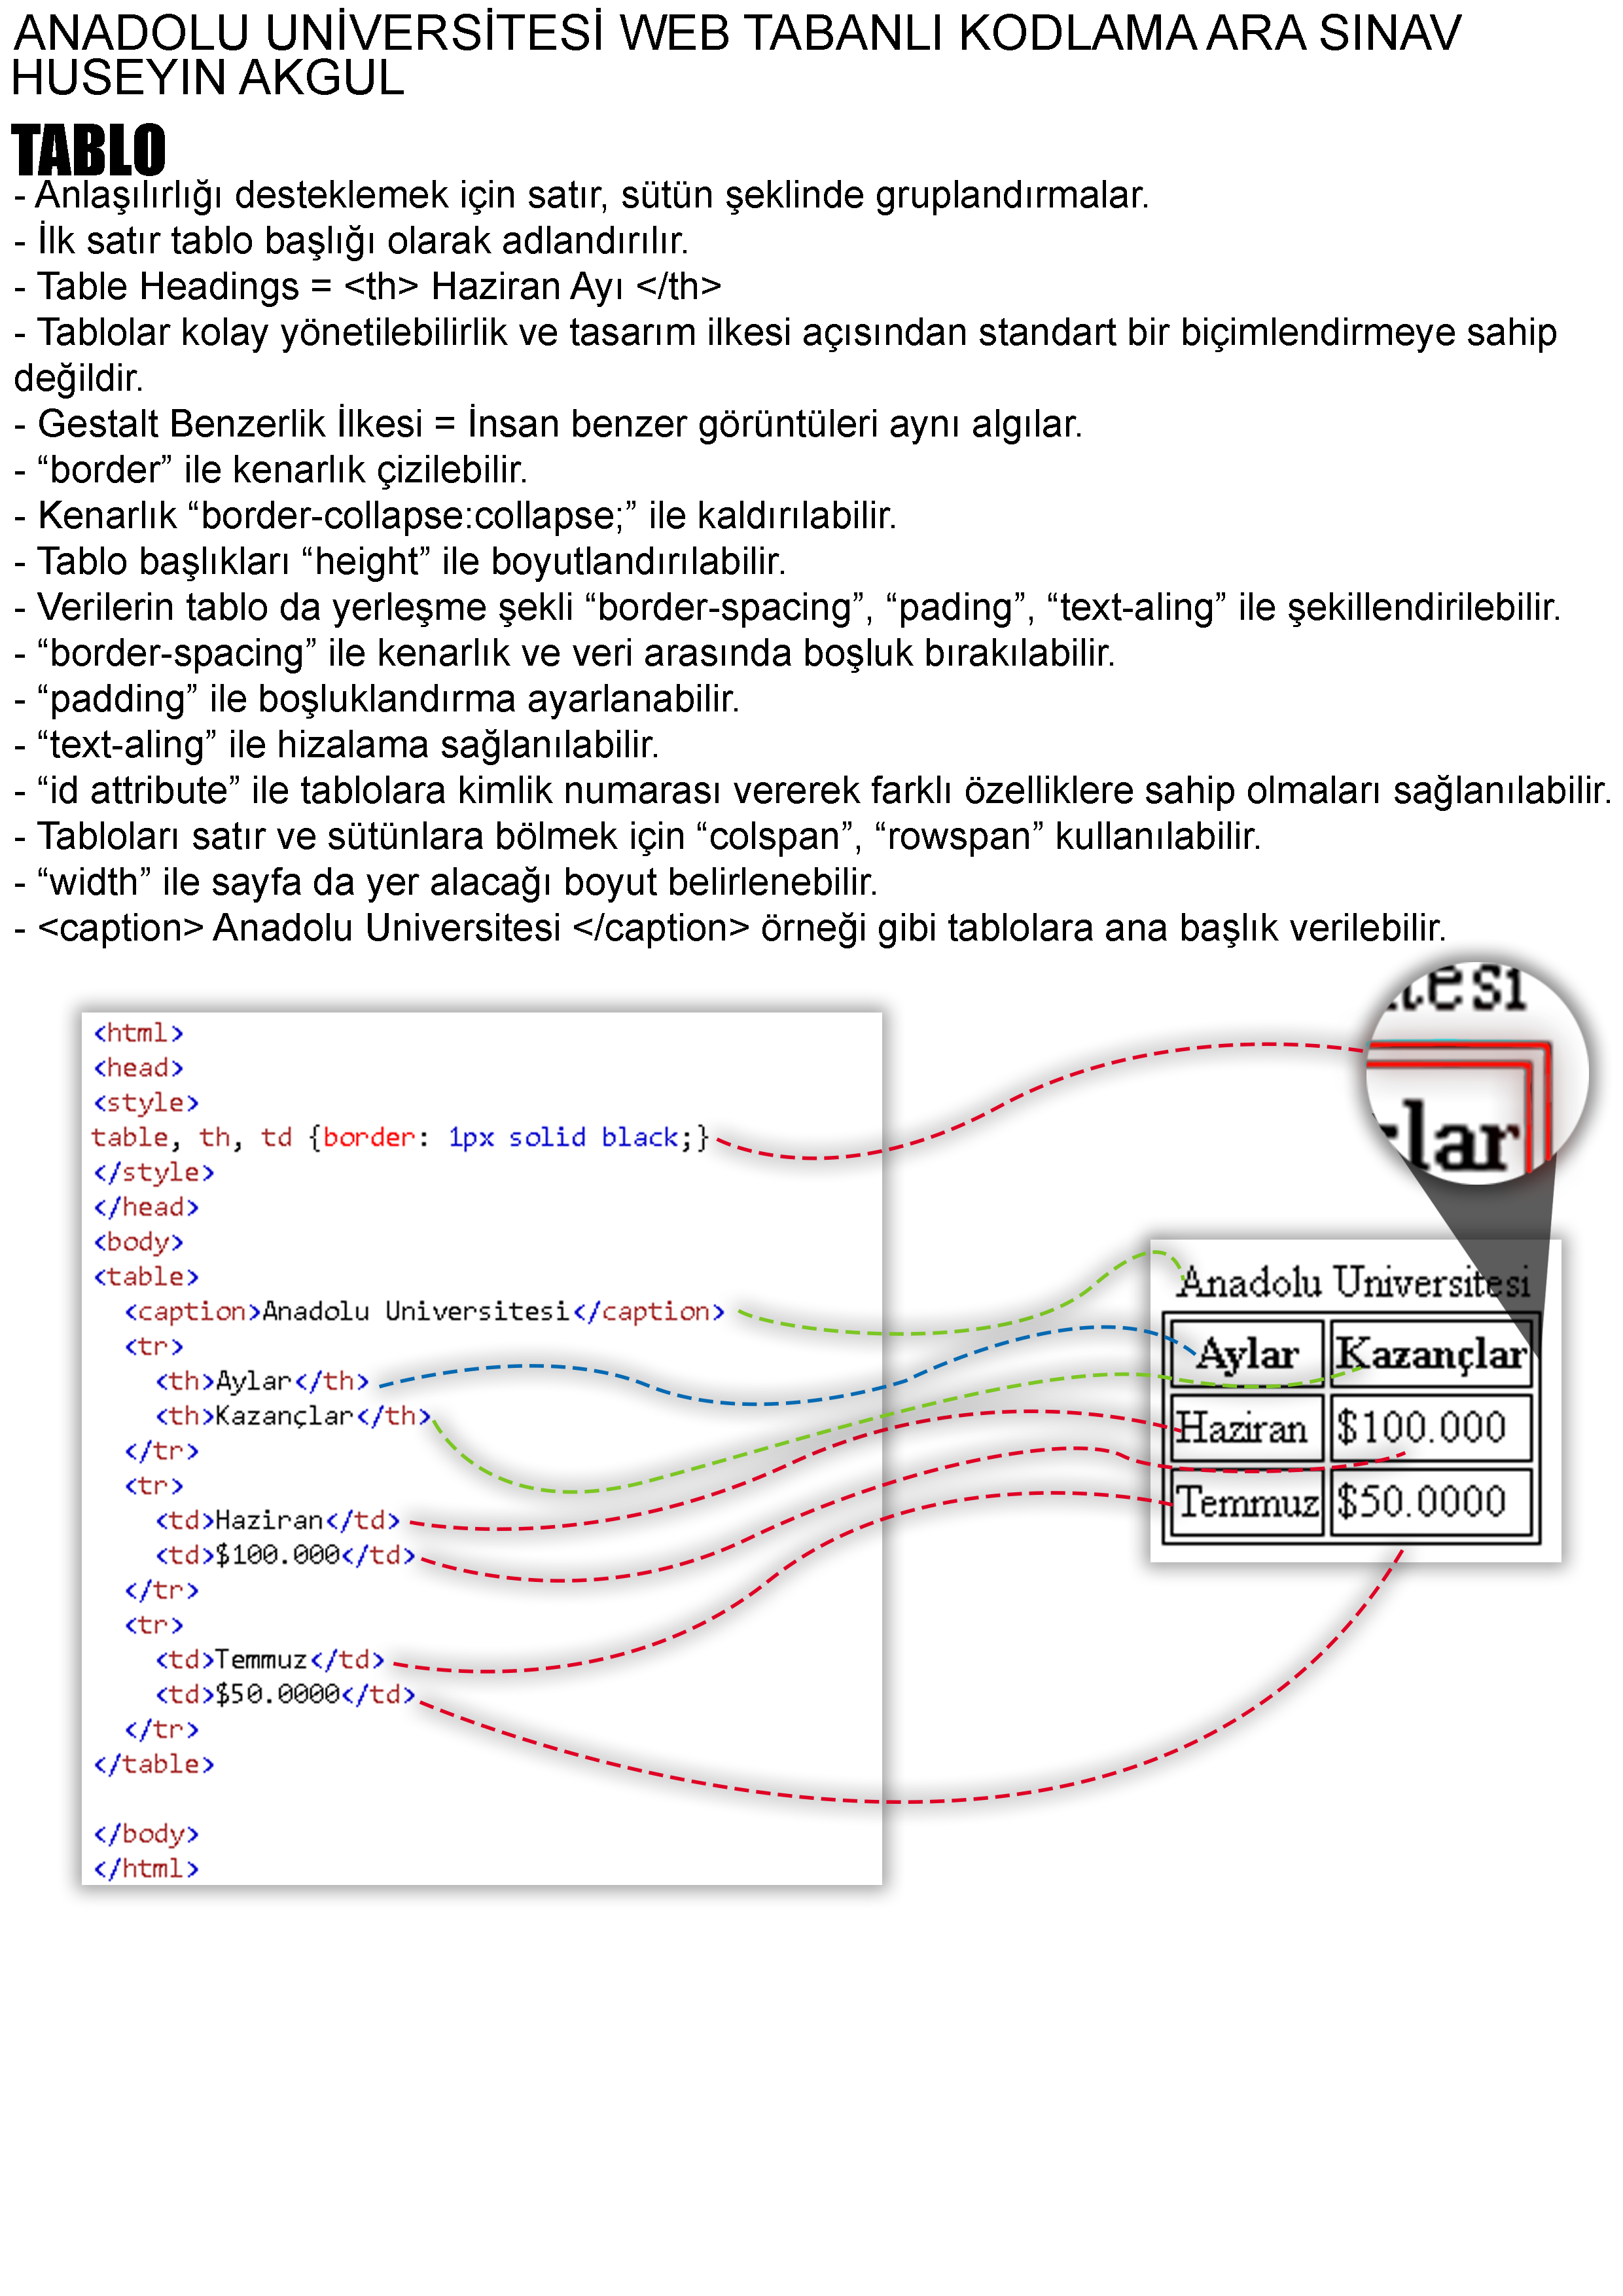 ANADOLU UNİVERSİTESİ WEB TABANLI KODLAMA ARA SINAV
HUSEYIN AKGUL
TABLO
- Anlaşılırlığı desteklemek için satır, sütün şeklinde gruplandırmalar.
- İlk satır tablo başlığı olarak adlandırılır.
- Table Headings = <th> Haziran Ayı </th>
- Tablolar kolay yönetilebilirlik ve tasarım ilkesi açısından standart bir biçimlendirmeye sahip
değildir.
- Gestalt Benzerlik İlkesi = İnsan benzer görüntüleri aynı algılar.
- “border” ile kenarlık çizilebilir.
- Kenarlık “border-collapse:collapse;” ile kaldırılabilir.
- Tablo başlıkları “height” ile boyutlandırılabilir.
- Verilerin tablo da yerleşme şekli “border-spacing”, “pading”, “text-aling” ile şekillendirilebilir.
- “border-spacing” ile kenarlık ve veri arasında boşluk bırakılabilir.
- “padding” ile boşluklandırma ayarlanabilir.
- “text-aling” ile hizalama sağlanılabilir.
- “id attribute” ile tablolara kimlik numarası vererek farklı özelliklere sahip olmaları sağlanılabilir.
- Tabloları satır ve sütünlara bölmek için “colspan”, “rowspan” kullanılabilir.
- “width” ile sayfa da yer alacağı boyut belirlenebilir.
- <caption> Anadolu Universitesi </caption> örneği gibi tablolara ana başlık verilebilir.
<html>
<head>
<style>
table, th, td {border: 1px solid black;}
</style>
</head>
<body>
<table>
<caption>Anadolu Universitesi</caption>
<tr>
<th>Aylar</th>
<th>Kazançlar</th>
</tr>
<tr>
<td>Haziran</td>
<td>$100.000</td>
</tr>
<tr>
<td>Temmuz</td>
<td>$50.0000</td>
</tr>
</table>
</body>
</html>
tesi
rlar
Anadolu Universitesi
Aylar Kazançlar
Haziran $100.000
Temmuz $50.0000